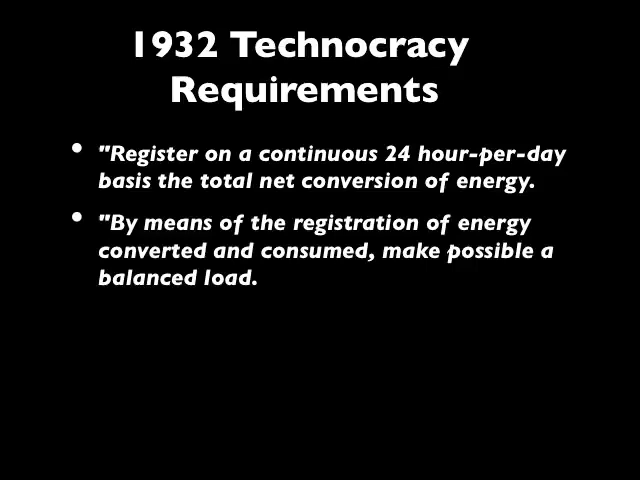 1932 Technocracy
Requirements
• "Register on a continuous 24 hour-per-day
basis the total net conversion of energy.
• "By means of the registration of energy
converted and consumed, make possible a
balanced load.